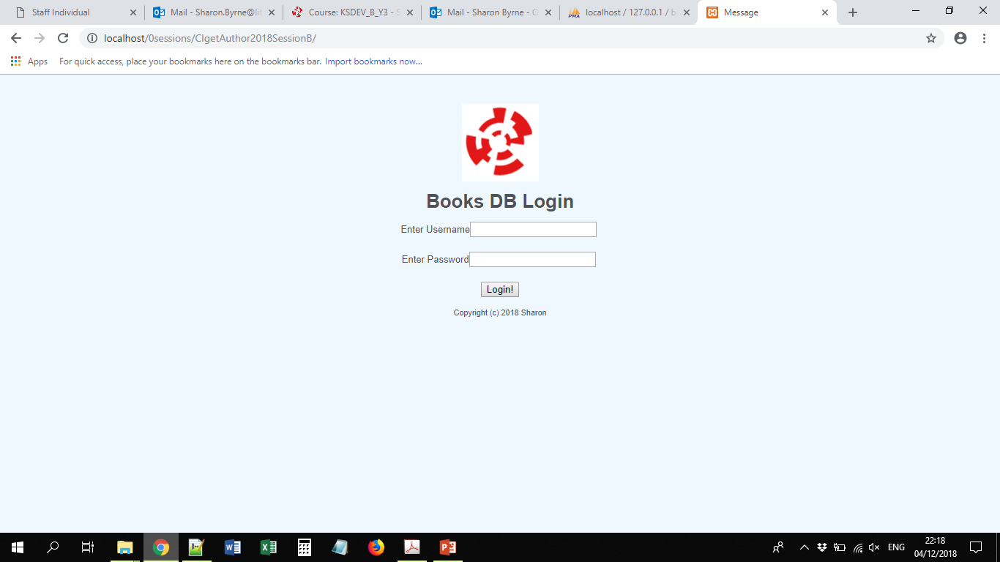 Staff Individual
Mail - Sharon.Byrne@lit
Course: KSDEV_B_Y3 - S
Mail - Sharon Byrne - O
localhost / 127.0.0.1 / b
Message
localhost/0sessions/CIgetAuthor2018SessionB/
Apps For quick access, place your bookmarks here on the bookmarks bar. Import bookmarks now...
Books DB Login
Enter Username
Enter Password
Login!
Copyright (c) 2018 Sharon
ENG
22:18
04/12/2018